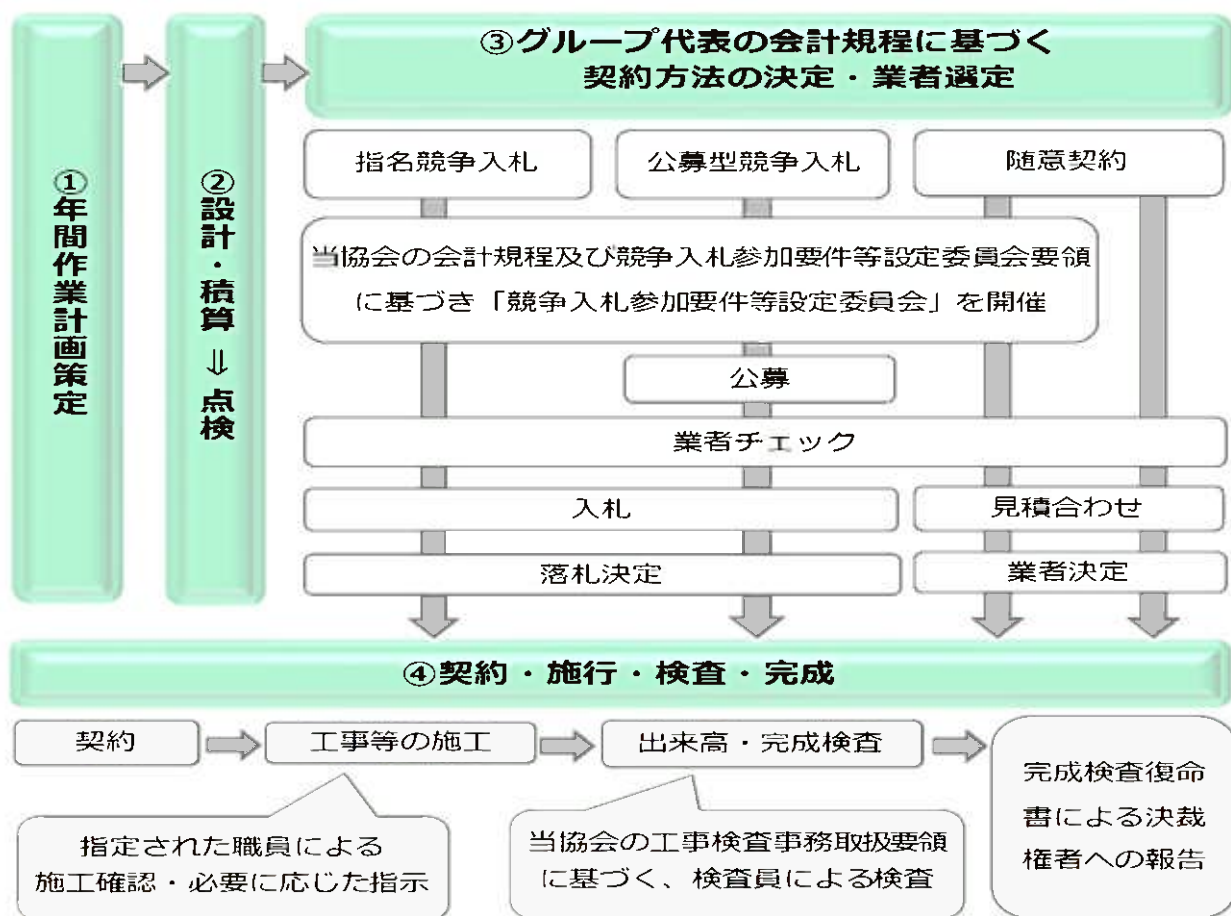 ①年間作業計画策定
②設計・積算⇒点検
③グループ代表の会計規程に基づく
契約方法の決定・業者選定
指名競争入札
公募型競争入札
随意契約
当協会の会計規程及び競争入札参加要件等設定委員会要領
に基づき「競争入札参加要件等設定委員会」を開催
公募
業者チェック
入札
見積合わせ
落札決定
業者決定
④契約・施行・検査・完成
契約
工事等の施工
出来高・完成検査
完成検査復命
書による決裁
権者への報告
指定された職員による
施工確認・必要に応じた指示
当協会の工事検査事務取扱要領
に基づく、検査員による検査